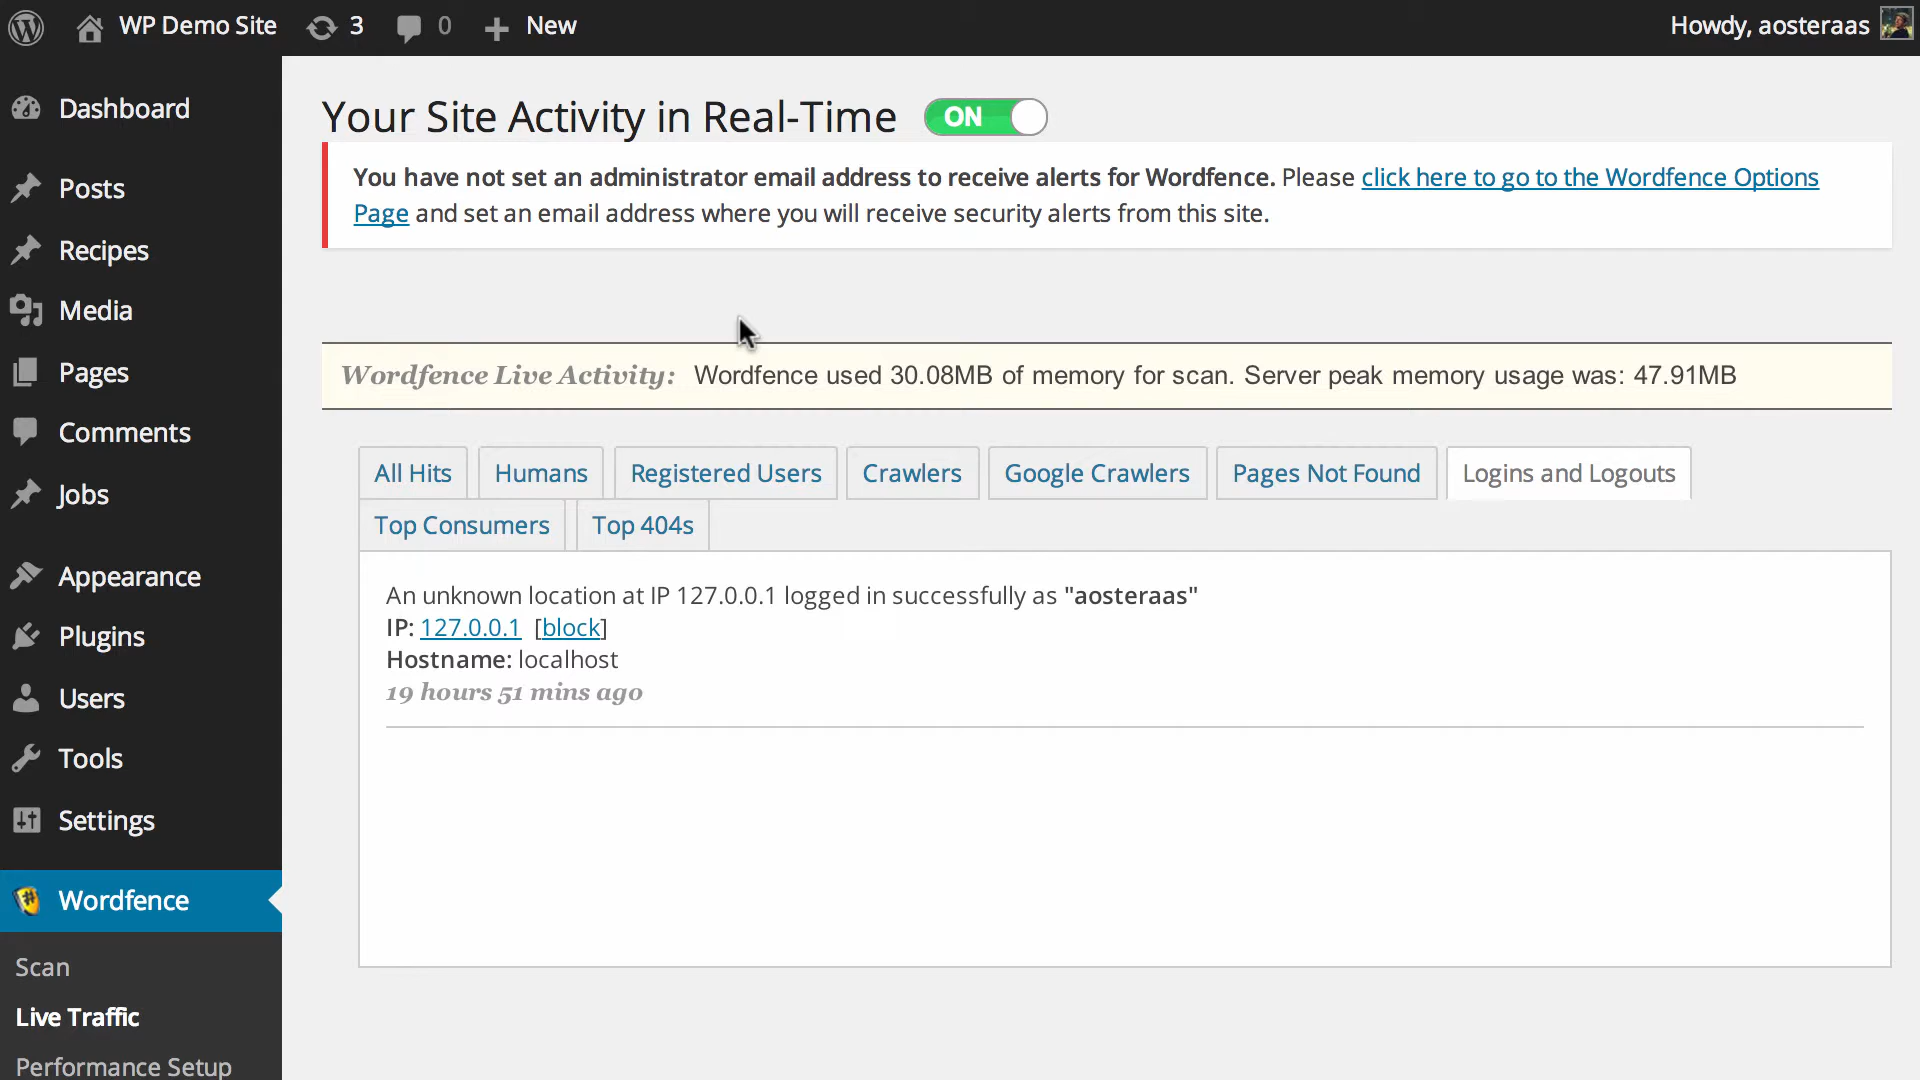 WP Demo Site 3 0 New Howdy, aosteraas
Dashboard
Posts
Recipes
Media
Pages
Comments
Jobs
Appearance
Plugins
Users
Tools
Settings
Wordfence
Scan
Live Traffic
Performance Setup
Your Site Activity in Real-Time ON
You have not set an administrator email address to receive alerts for Wordfence. Please click here to go to the Wordfence Options
Page and set an email address where you will receive security alerts from this site.
Wordfence Live Activity: Wordfence used 30.08MB of memory for scan. Server peak memory usage was: 47.91MB
All Hits Humans Registered Users Crawlers Google Crawlers Pages Not Found Logins and Logouts
Top Consumers Top 404s
An unknown location at IP 127.0.0.1 logged in successfully as "aosteraas"
IP: 127.0.0.1 [block]
Hostname: localhost
19 hours 51 mins ago